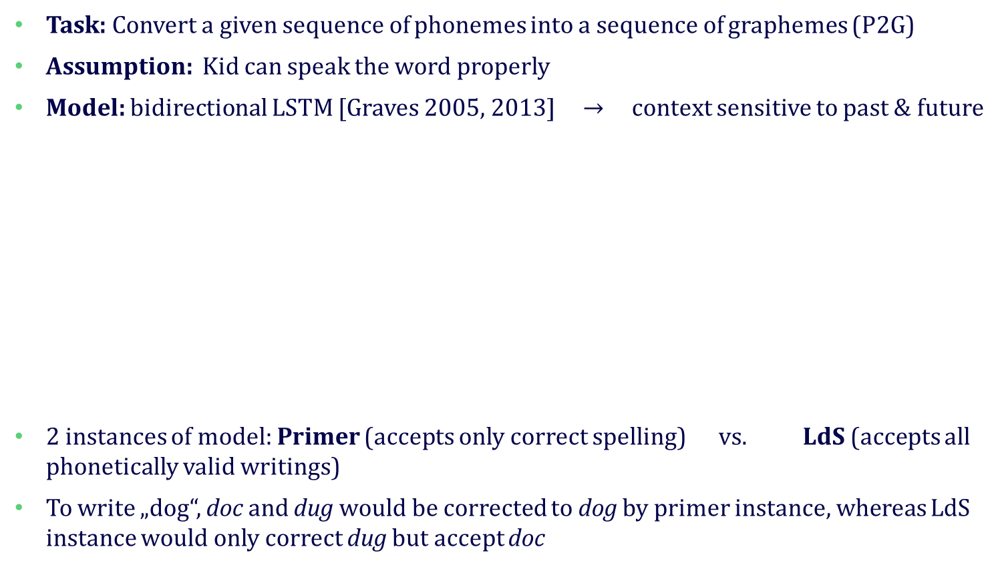 • Task: Convert a given sequence of phonemes into a sequence of graphemes (P2G)
• Assumption: Kid can speak the word properly
• Model: bidirectional LSTM [Graves 2005, 2013] → context sensitive to past & future
• 2 instances of model: Primer (accepts only correct spelling) vs. LdS (accepts all
phonetically valid writings)
• To write „dog“, doc and dug would be corrected to dog by primer instance, whereas LdS
instance would only correct dug but accept doc